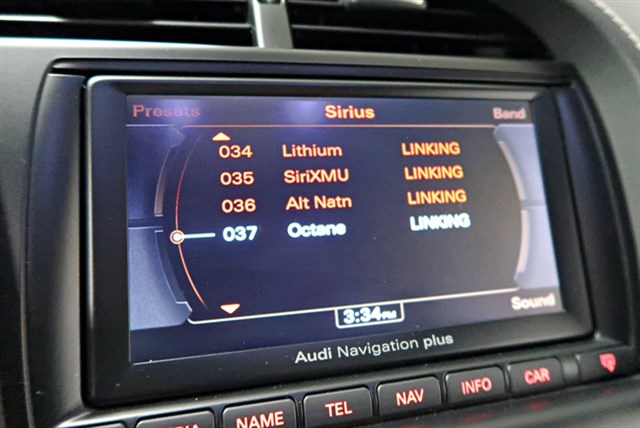 Presets Sirius Band
034 Lithium LINKING
035 SiriXMU LINKING
036 Alt Natn LINKING
037 Octane LINKING
Sound
3:34PM
Audi Navigation plus
NAME TEL NAV INFO CAR